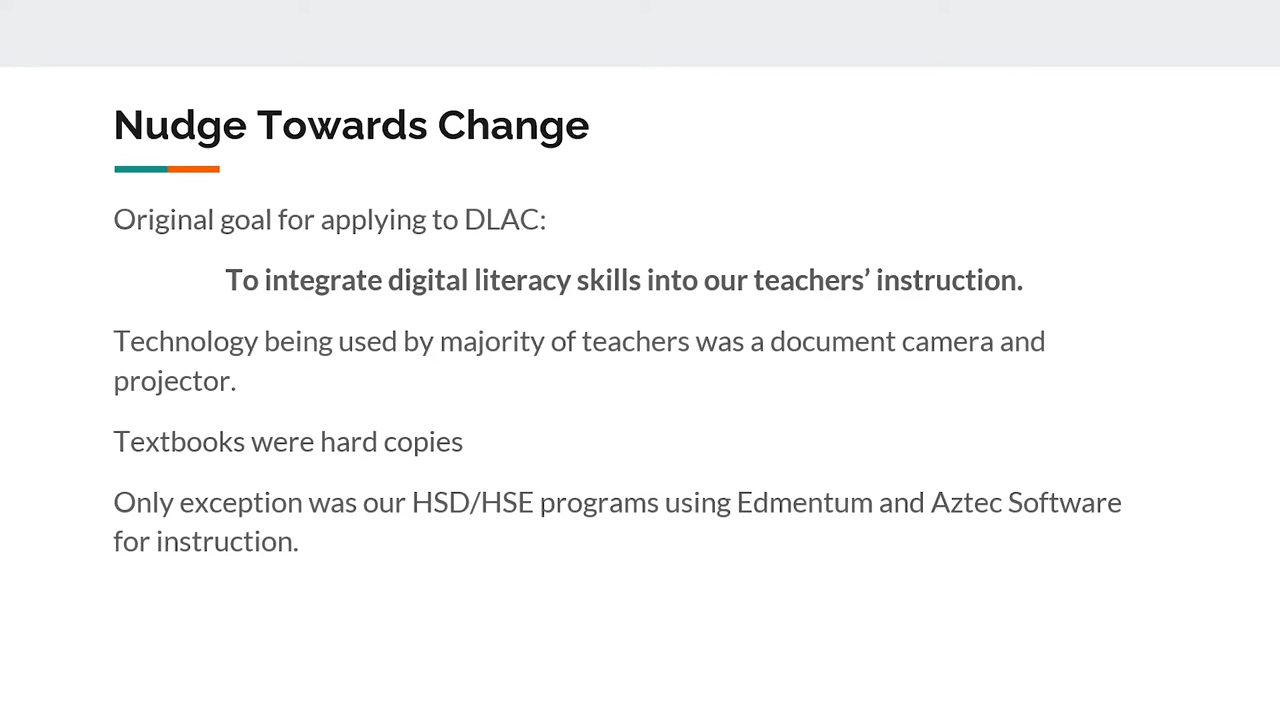 Nudge Towards Change
Original goal for applying to DLAC:
To integrate digital literacy skills into our teachers’ instruction.
Technology being used by majority of teachers was a document camera and
projector.
Textbooks were hard copies
Only exception was our HSD/HSE programs using Edmentum and Aztec Software
for instruction.